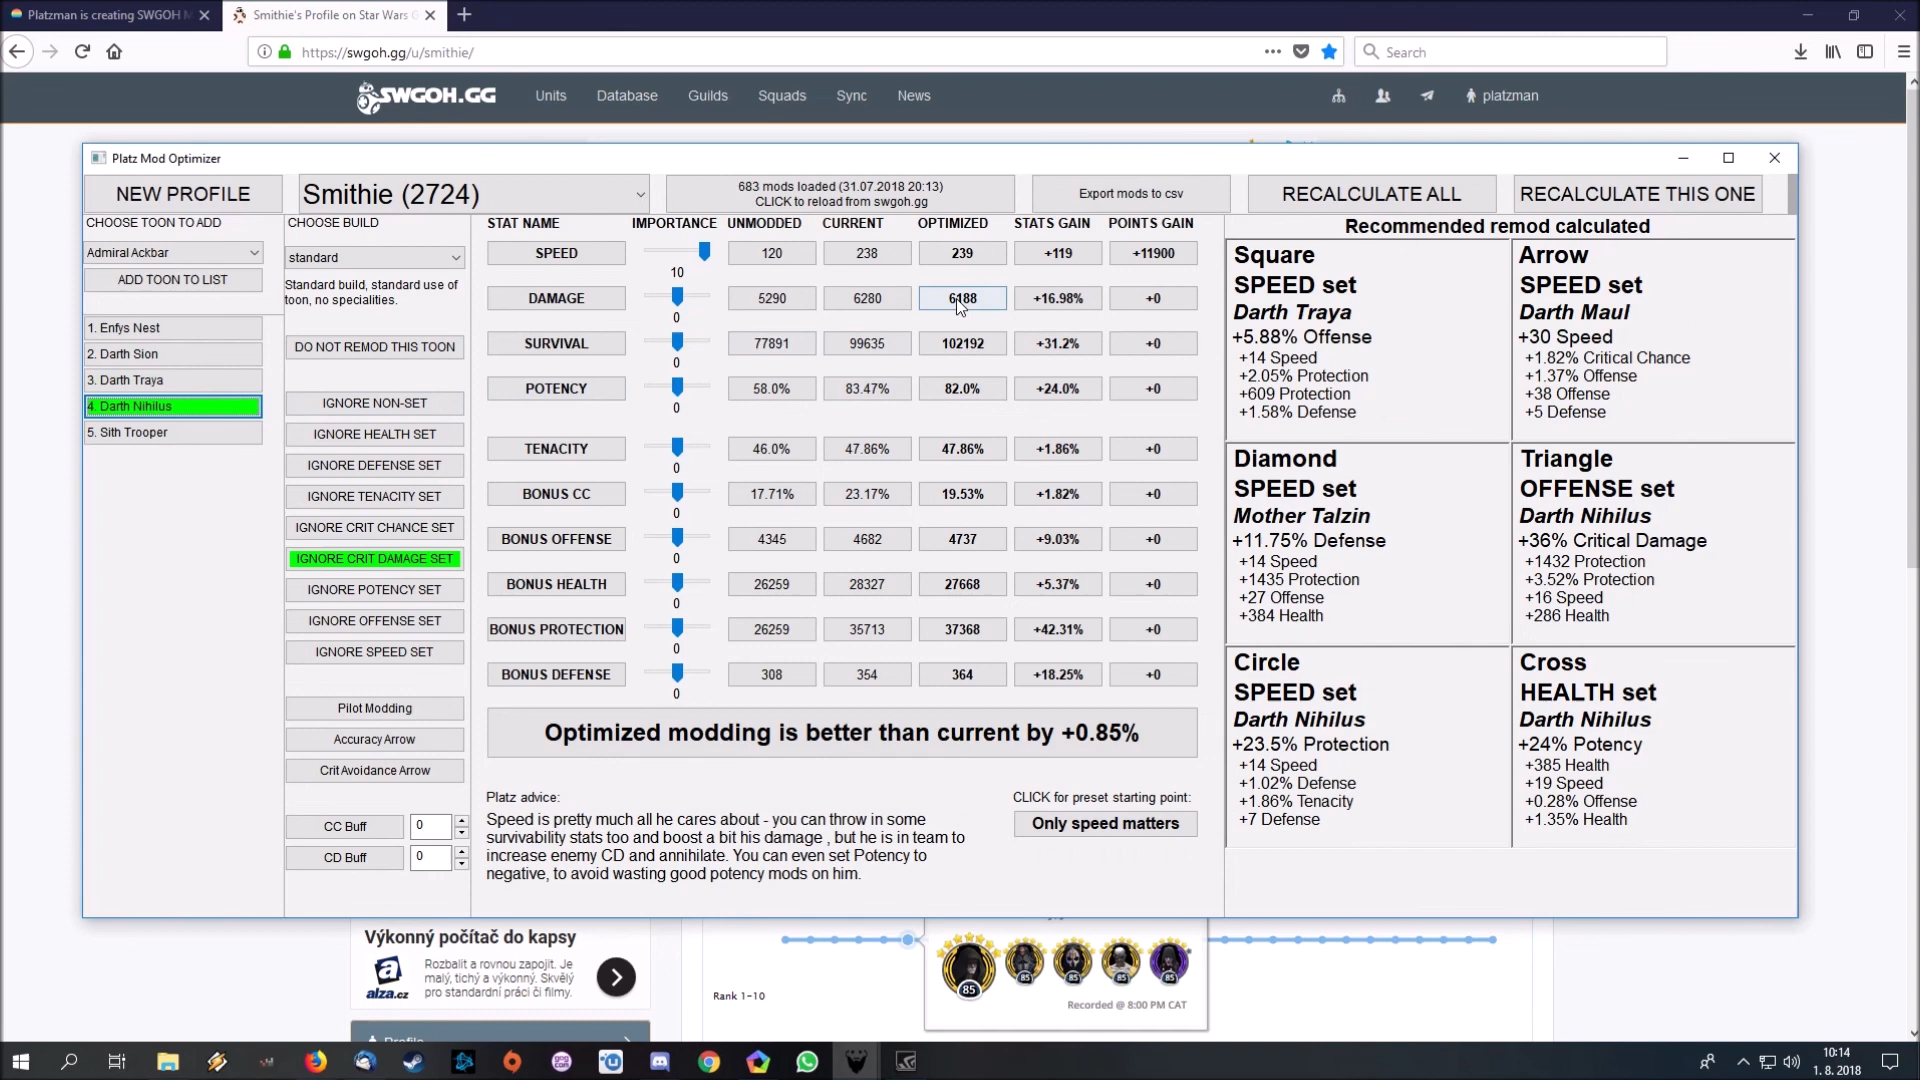 Platzman is creating SWGOH M
Smithie's Profile on Star Wars G
https://swgoh.gg/u/smithie/
Search
SWGOH.GG
Units
Database
Guilds
Squads
Sync
News
platzman
Platz Mod Optimizer
NEW PROFILE
Smithie (2724)
683 mods loaded (31.07.2018 20:13)
CLICK to reload from swgoh.gg
Export mods to csv
RECALCULATE ALL
RECALCULATE THIS ONE
CHOOSE TOON TO ADD
Admiral Ackbar
ADD TOON TO LIST
1. Enfys Nest
2. Darth Sion
3. Darth Traya
4. Darth Nihilus
5. Sith Trooper
CHOOSE BUILD
standard
Standard build, standard use of
toon, no specialities.
DO NOT REMOD THIS TOON
IGNORE NON-SET
IGNORE HEALTH SET
IGNORE DEFENSE SET
IGNORE TENACITY SET
IGNORE CRIT CHANCE SET
IGNORE CRIT DAMAGE SET
IGNORE POTENCY SET
IGNORE OFFENSE SET
IGNORE SPEED SET
Pilot Modding
Accuracy Arrow
Crit Avoidance Arrow
CC Buff 0
CD Buff 0
STAT NAME IMPORTANCE UNMODDED CURRENT OPTIMIZED STATS GAIN POINTS GAIN
SPEED 10 120 238 239 +119 +11900
DAMAGE 0 5290 6280 6188 +16.98% +0
SURVIVAL 0 77891 99635 102192 +31.2% +0
POTENCY 0 58.0% 83.47% 82.0% +24.0% +0
TENACITY 0 46.0% 47.86% 47.86% +1.86% +0
BONUS CC 0 17.71% 23.17% 19.53% +1.82% +0
BONUS OFFENSE 0 4345 4682 4737 +9.03% +0
BONUS HEALTH 0 26259 28327 27668 +5.37% +0
BONUS PROTECTION 0 26259 35713 37368 +42.31% +0
BONUS DEFENSE 0 308 354 364 +18.25% +0
Optimized modding is better than current by +0.85%
Platz advice:
Speed is pretty much all he cares about - you can throw in some
survivability stats too and boost a bit his damage , but he is in team to
increase enemy CD and annihilate. You can even set Potency to
negative, to avoid wasting good potency mods on him.
CLICK for preset starting point:
Only speed matters
Recommended remod calculated
Square
SPEED set
Darth Traya
+5.88% Offense
+14 Speed
+2.05% Protection
+609 Protection
+1.58% Defense
Arrow
SPEED set
Darth Maul
+30 Speed
+1.82% Critical Chance
+1.37% Offense
+38 Offense
+5 Defense
Diamond
SPEED set
Mother Talzin
+11.75% Defense
+14 Speed
+1435 Protection
+27 Offense
+384 Health
Triangle
OFFENSE set
Darth Nihilus
+36% Critical Damage
+1432 Protection
+3.52% Protection
+16 Speed
+286 Health
Circle
SPEED set
Darth Nihilus
+23.5% Protection
+14 Speed
+1.02% Defense
+1.86% Tenacity
+7 Defense
Cross
HEALTH set
Darth Nihilus
+24% Potency
+385 Health
+19 Speed
+0.28% Offense
+1.35% Health
Výkonný počítač do kapsy
Rozbalit a rovnou zapojit. Je
malý, tichý a výkonný. Skvělý
pro standardní práci či filmy.
a
alza.cz
Profile
Rank 1-10
85 85 85 85 85
Recorded @ 8:00 PM CAT
10:14
1. 8. 2018